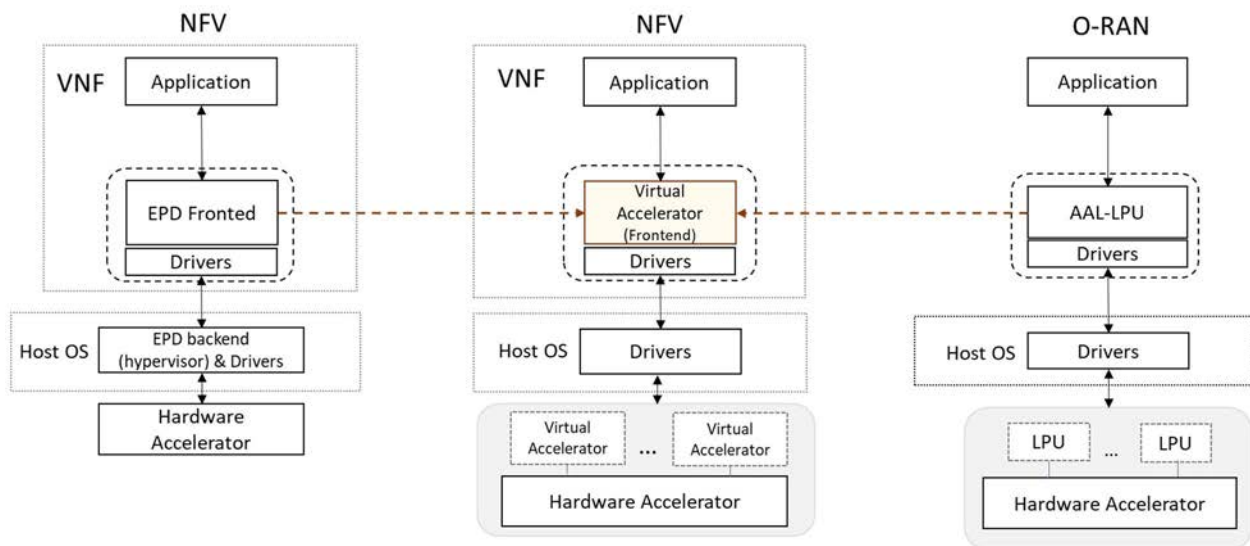 NFV
VNF
Application
EPD Fronted
Drivers
Host OS
EPD backend
(hypervisor) & Drivers
Hardware
Accelerator
NFV
VNF
Application
Virtual
Accelerator
(Frontend)
Drivers
Host OS
Drivers
Virtual
Accelerator
...
Virtual
Accelerator
Hardware Accelerator
O-RAN
Application
AAL-LPU
Drivers
Host OS
Drivers
LPU
...
LPU
Hardware Accelerator